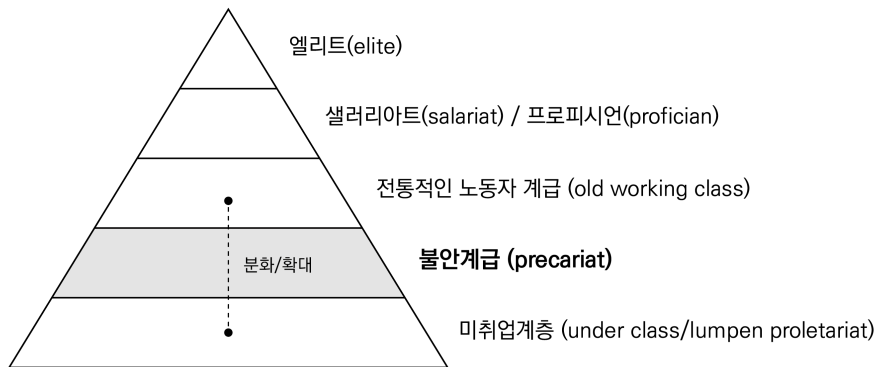 엘리트(elite)
샐러리아트(salariat) / 프로피시언(profician)
전통적인 노동자 계급 (old working class)
분화/확대
불안계급 (precariat)
미취업계층 (under class/lumpen proletariat)